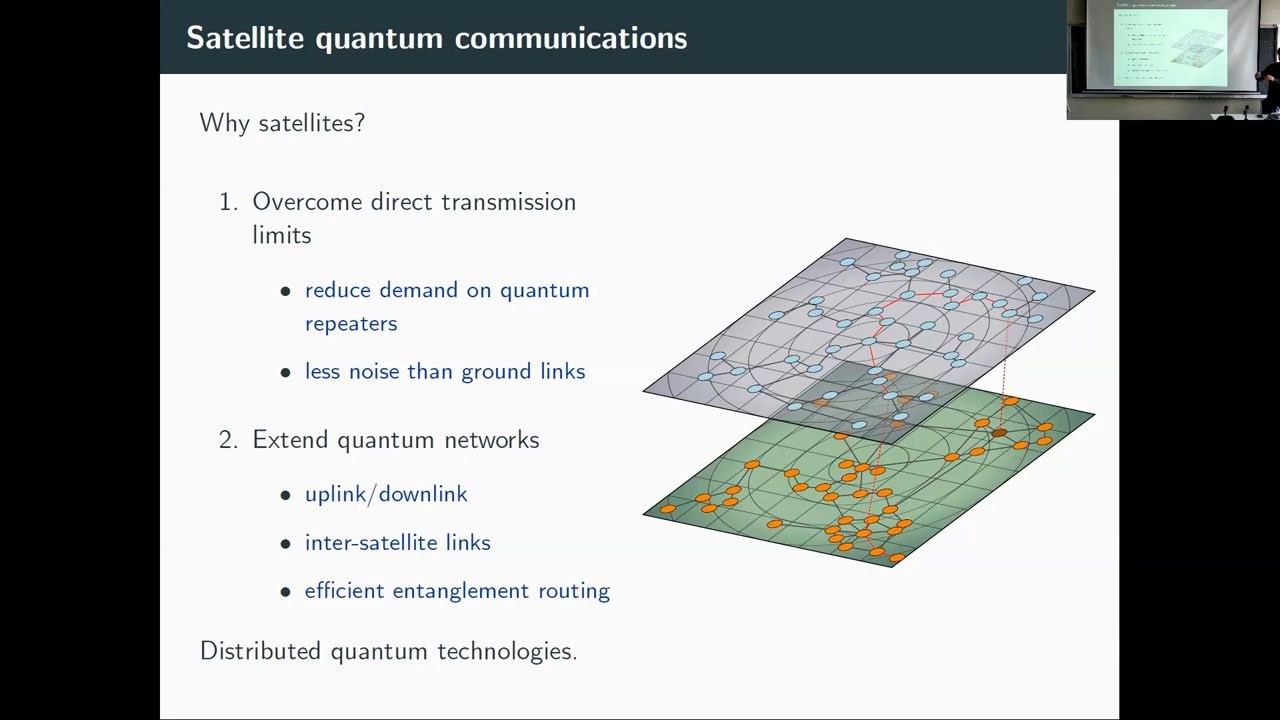 Satellite quantum communications
Why satellites?
1. Overcome direct transmission
limits
• reduce demand on quantum
repeaters
• less noise than ground links
2. Extend quantum networks
• uplink/downlink
• inter-satellite links
• efficient entanglement routing
Distributed quantum technologies.